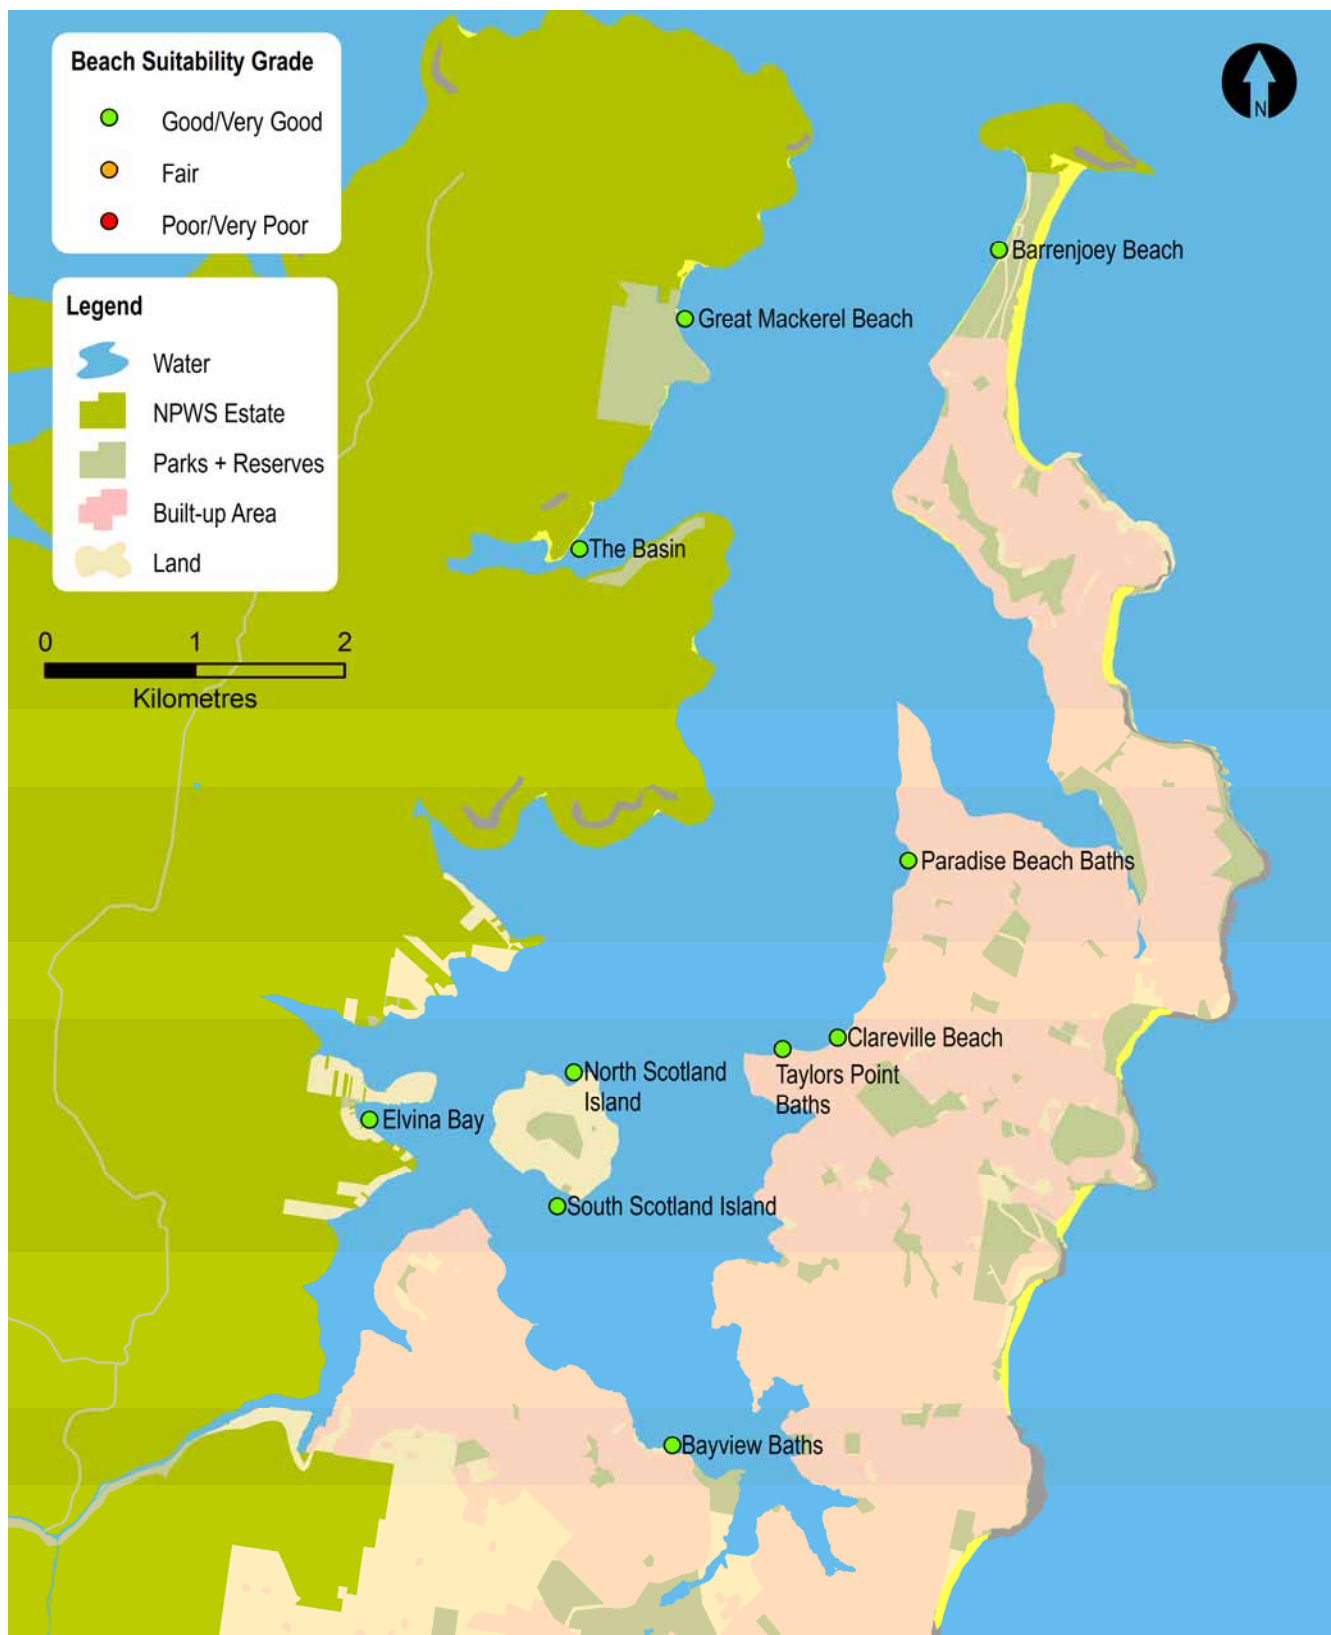 Beach Suitability Grade
Good/Very Good
Fair
Poor/Very Poor
N
Legend
Water
NPWS Estate
Parks + Reserves
Built-up Area
Land
0 1 2
Kilometres
Barrenjoey Beach
Great Mackerel Beach
The Basin
Paradise Beach Baths
Clareville Beach
Taylors Point
Baths
North Scotland
Island
Elvina Bay
South Scotland Island
Bayview Baths